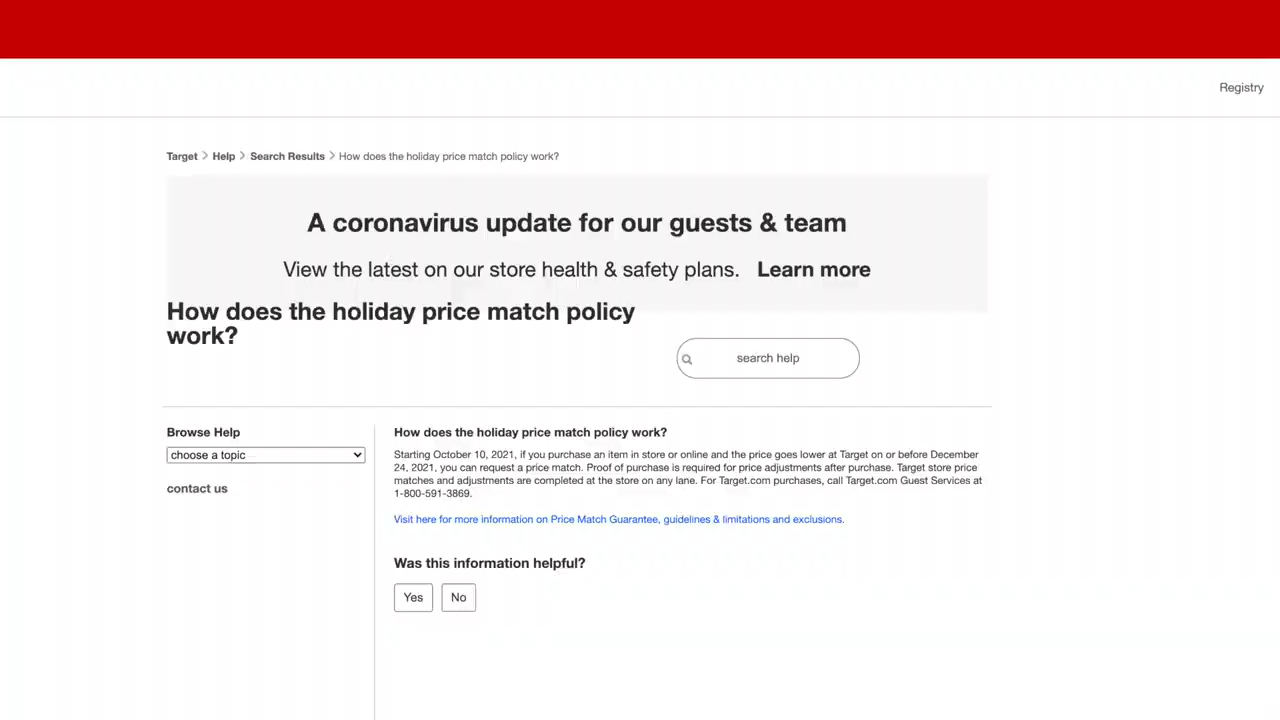 Registry
Target > Help > Search Results > How does the holiday price match policy work?
A coronavirus update for our guests & team
View the latest on our store health & safety plans. Learn more
How does the holiday price match policy
work?
search help
Browse Help
choose a topic
contact us
How does the holiday price match policy work?
Starting October 10, 2021, if you purchase an item in store or online and the price goes lower at Target on or before December
24, 2021, you can request a price match. Proof of purchase is required for price adjustments after purchase. Target store price
matches and adjustments are completed at the store on any lane. For Target.com purchases, call Target.com Guest Services at
1-800-591-3869.
Visit here for more information on Price Match Guarantee, guidelines & limitations and exclusions.
Was this information helpful?
Yes No